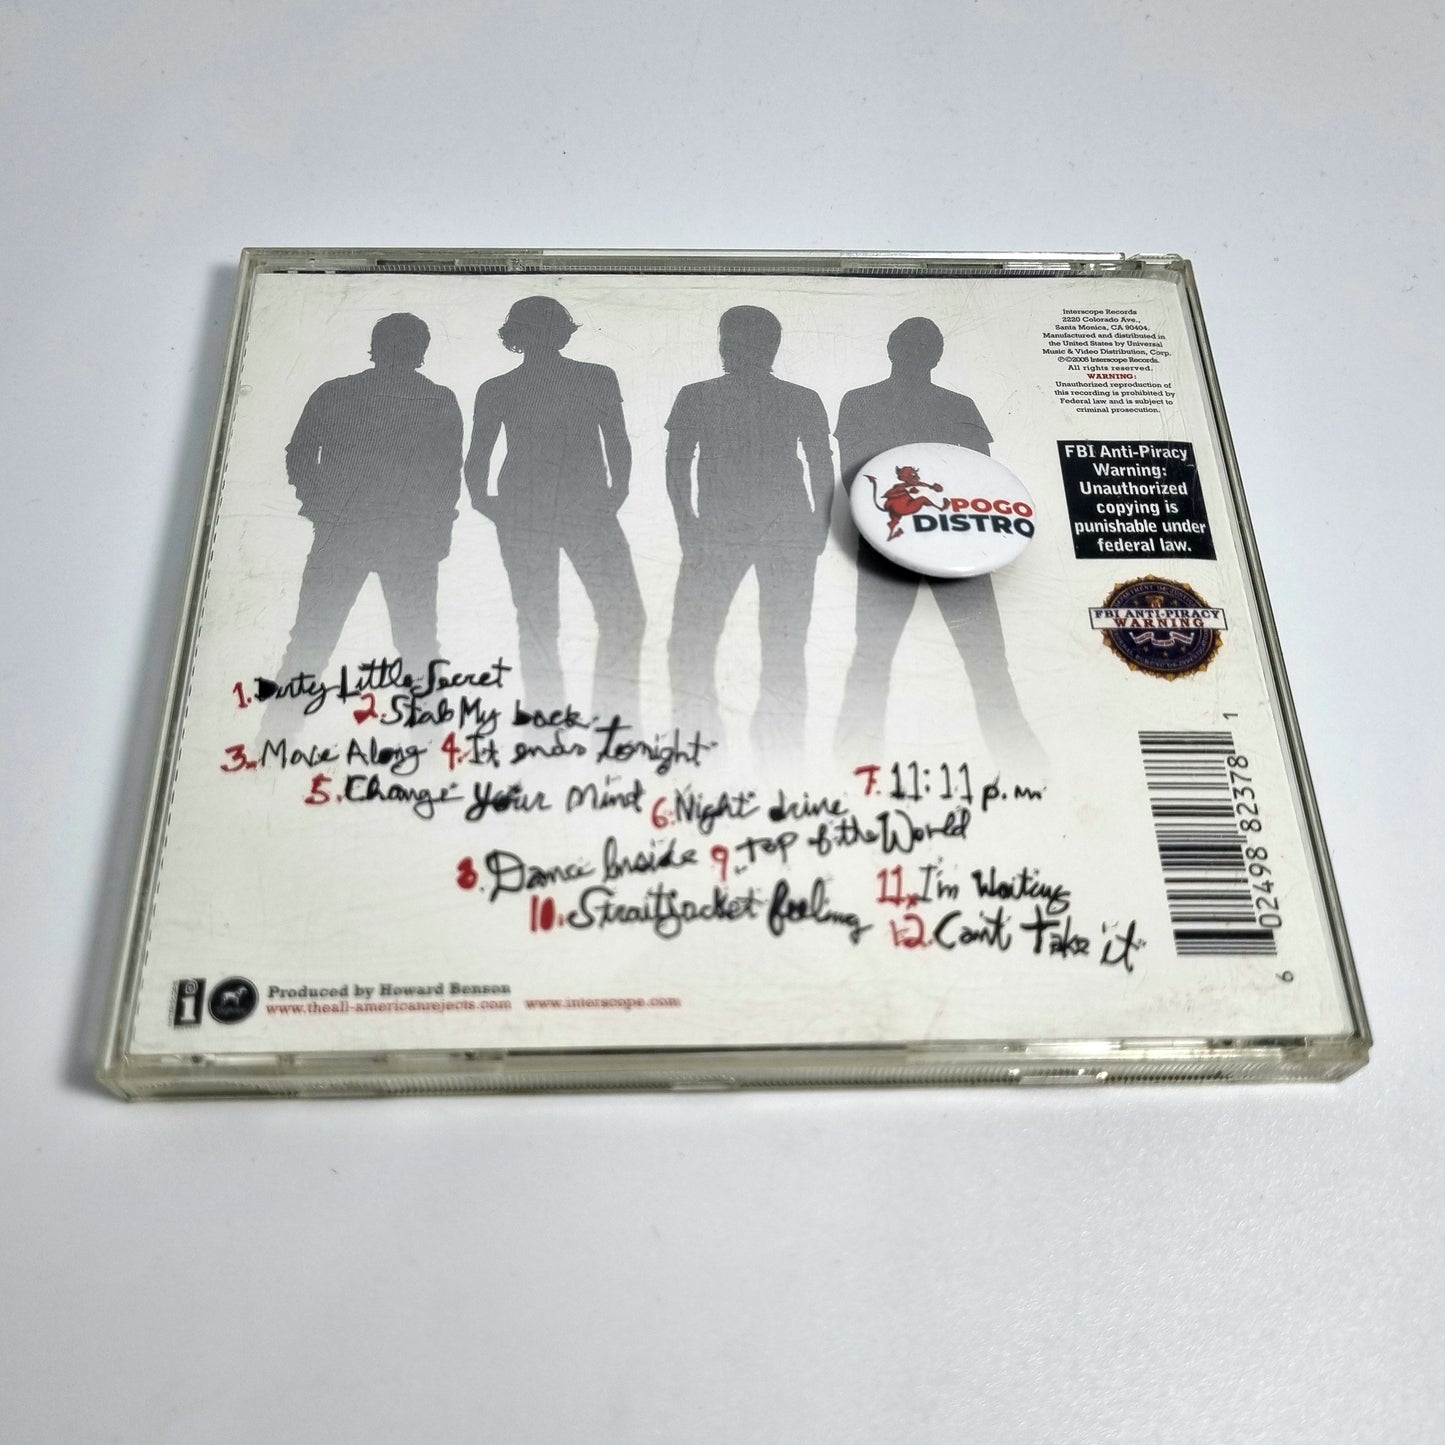 Interscope Records
2220 Colorado Ave.,
Santa Monica, CA 90404.
Manufactured and distributed in
the United States by Universal
Music & Video Distribution, Corp.
℗©2005 Interscope Records.
All rights reserved.
WARNING:
Unauthorized reproduction of
this recording is prohibited by
Federal law and is subject to
criminal prosecution.
FBI Anti-Piracy
Warning:
Unauthorized
copying is
punishable under
federal law.
POGO
DISTRO
FBI ANTI-PIRACY
WARNING
1. Dirty Little Secret
2. Stab My back
3. Move Along 4. It ends tonight
5. Change your Mind 6. Night drive 7. 11:11 p.m
8. Dance Inside 9. Top of the World
10. Straitjacket feeling 11. I'm Waiting
12. Can't Take it
6 02498 82378 1
Produced by Howard Benson
www.theall-americanrejects.com www.interscope.com